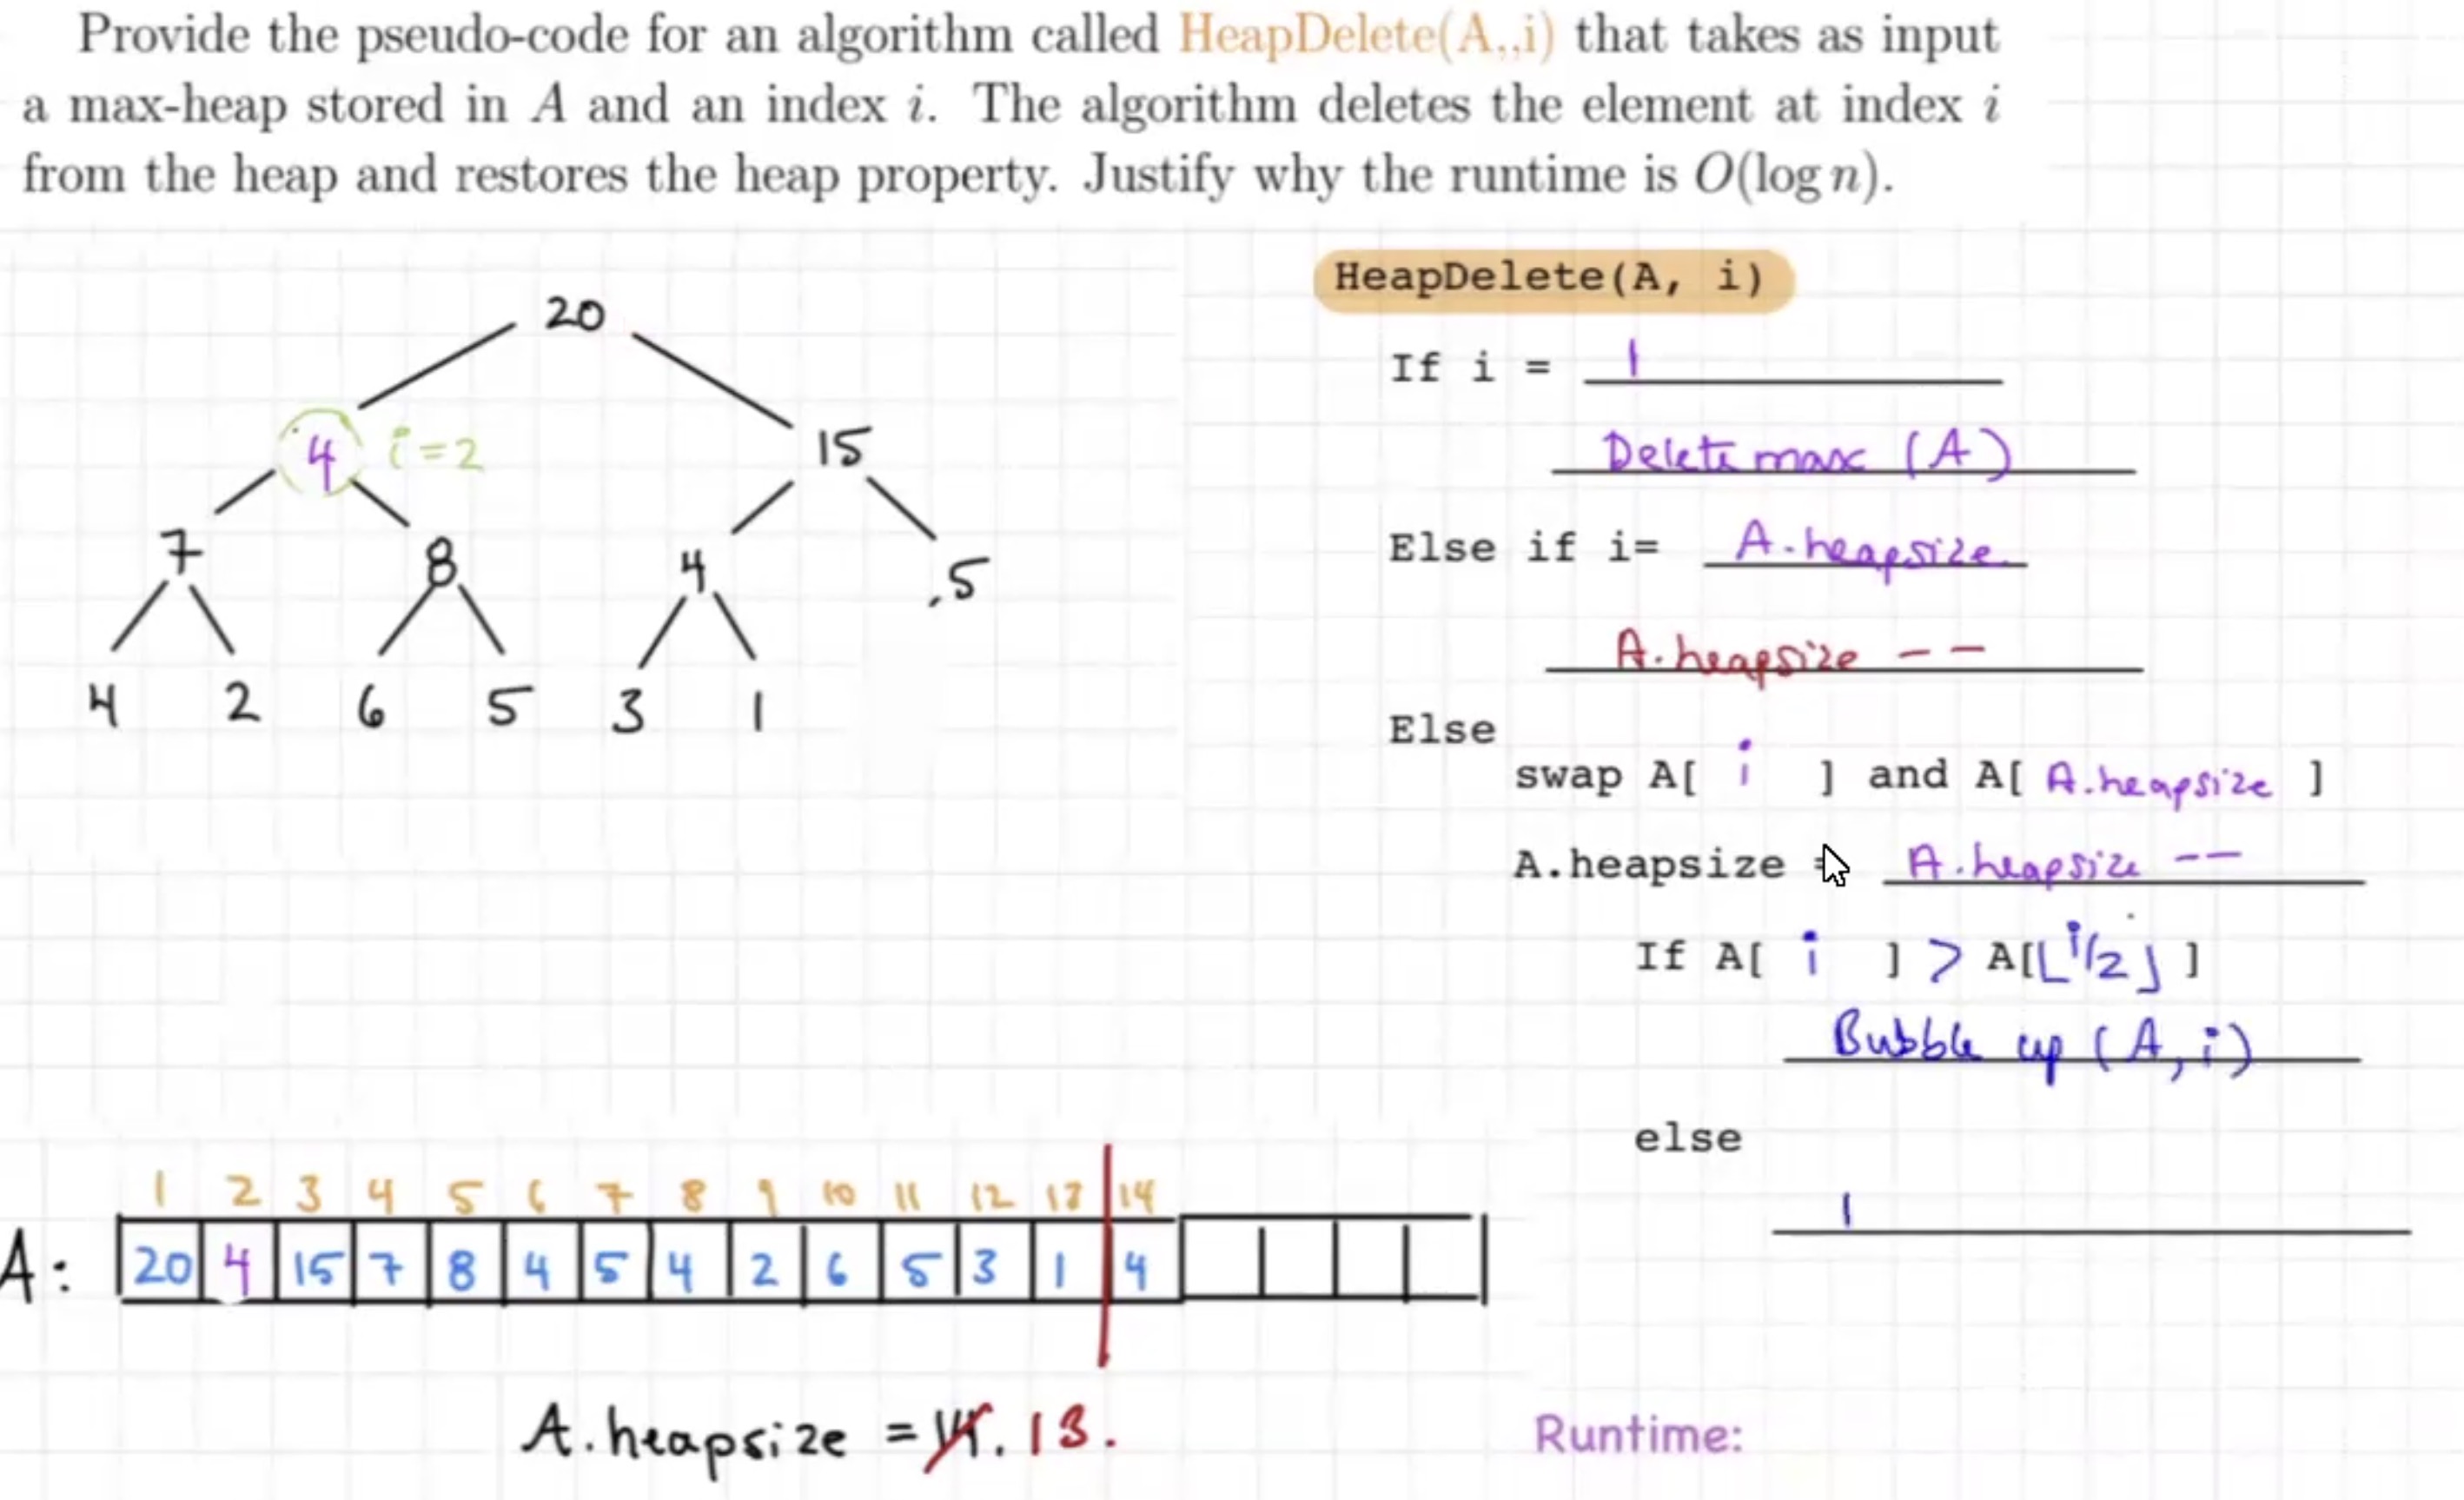 Provide the pseudo-code for an algorithm called HeapDelete(A,,i) that takes as input
a max-heap stored in A and an index i. The algorithm deletes the element at index i
from the heap and restores the heap property. Justify why the runtime is O(log n).
20
4 i=2
15
7
8
4
5
4
2
6
5
3
1
HeapDelete(A, i)
If i = 1
Delete max (A)
Else if i= A.heapsize
A.heapsize --
Else
swap A[ i ] and A[ A.heapsize ]
A.heapsize = A.heapsize --
If A[ i ] > A[⌊i/2⌋ ]
Bubble up (A, i)
else
1
1 2 3 4 5 6 7 8 9 10 11 12 13 14
A: 20 4 15 7 8 4 5 4 2 6 5 3 1 4
A.heapsize = 14. 13.
Runtime: